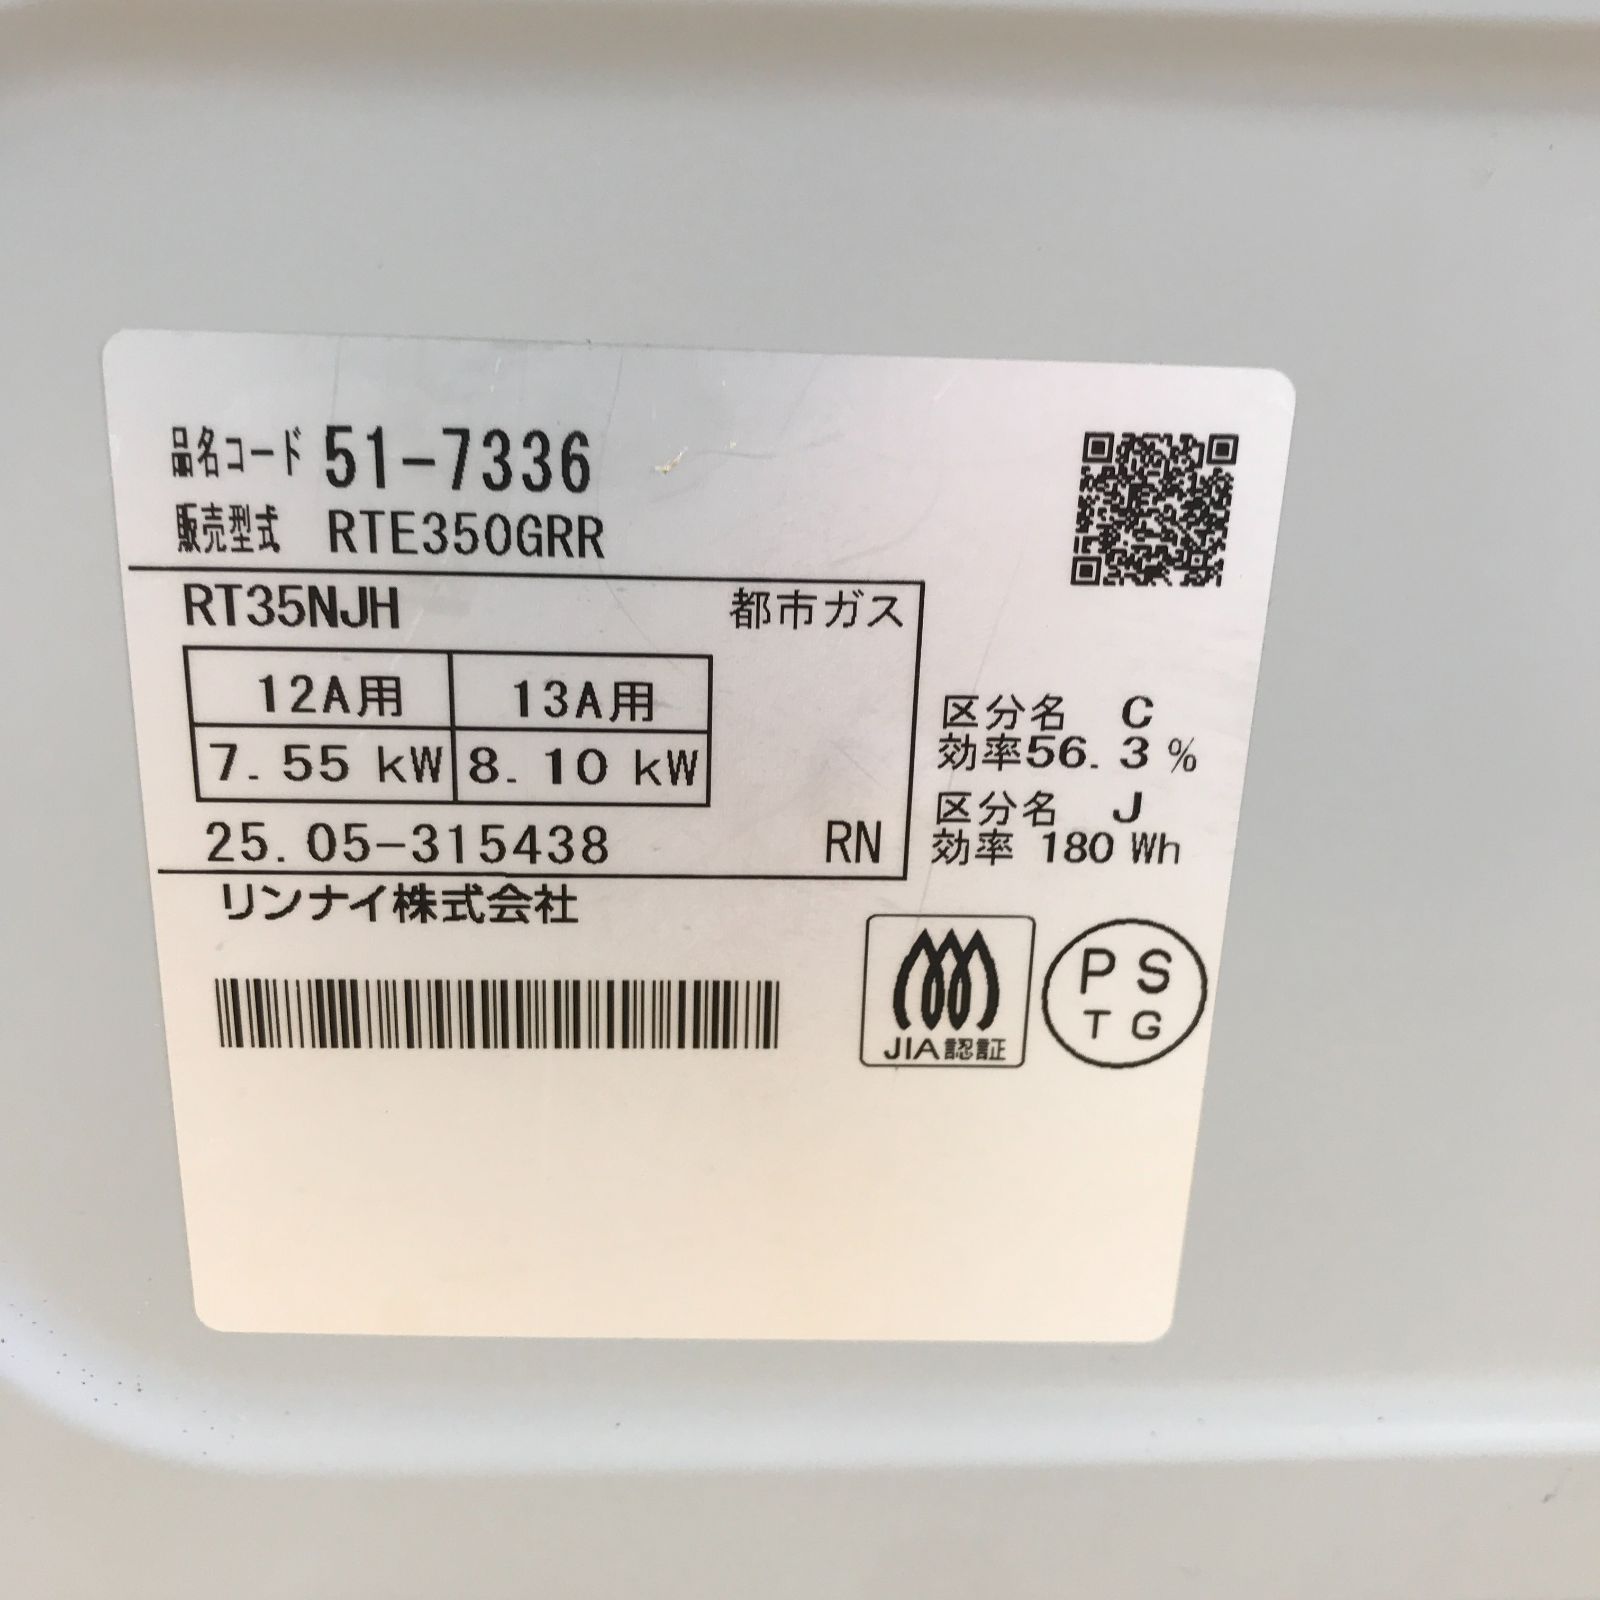 品名コード 51-7336
販売型式 RTE350GRR
RT35NJH 都市ガス
12A用 13A用
7.55 kW 8.10 kW
25.05-315438 RN
リンナイ株式会社
区分名 C
効率56.3%
区分名 J
効率 180 Wh
JIA認証
PS
TG